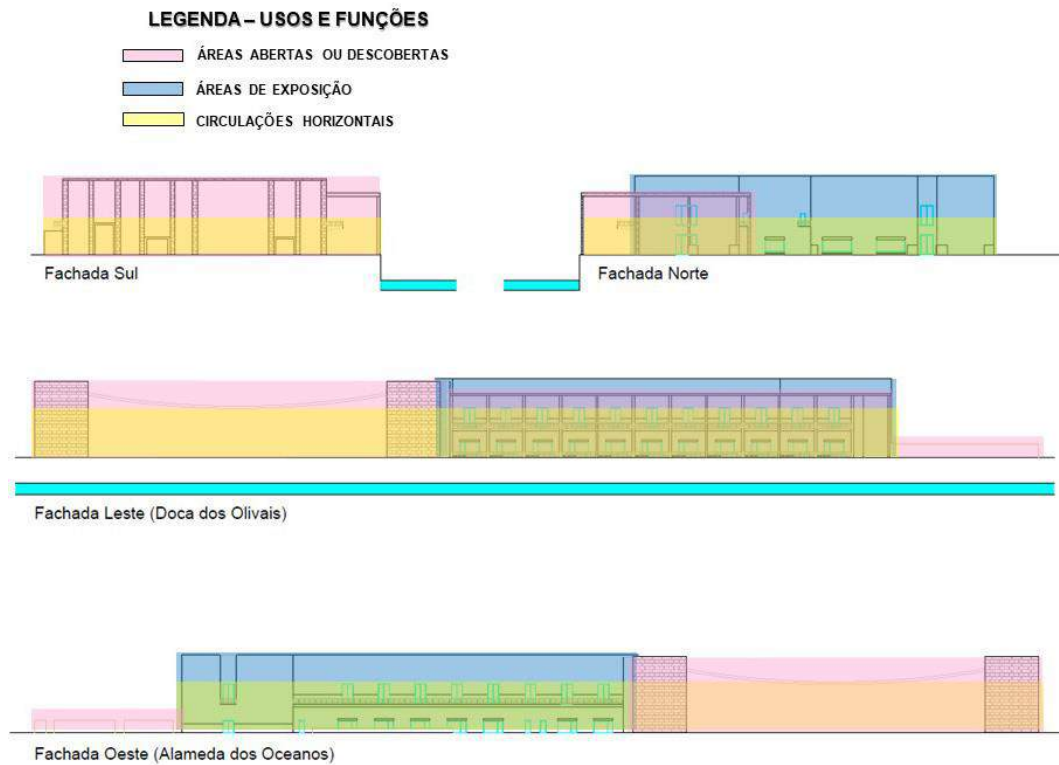 LEGENDA – USOS E FUNÇÕES
ÁREAS ABERTAS OU DESCOBERTAS
ÁREAS DE EXPOSIÇÃO
CIRCULAÇÕES HORIZONTAIS
Fachada Sul
Fachada Norte
Fachada Leste (Doca dos Olivais)
Fachada Oeste (Alameda dos Oceanos)